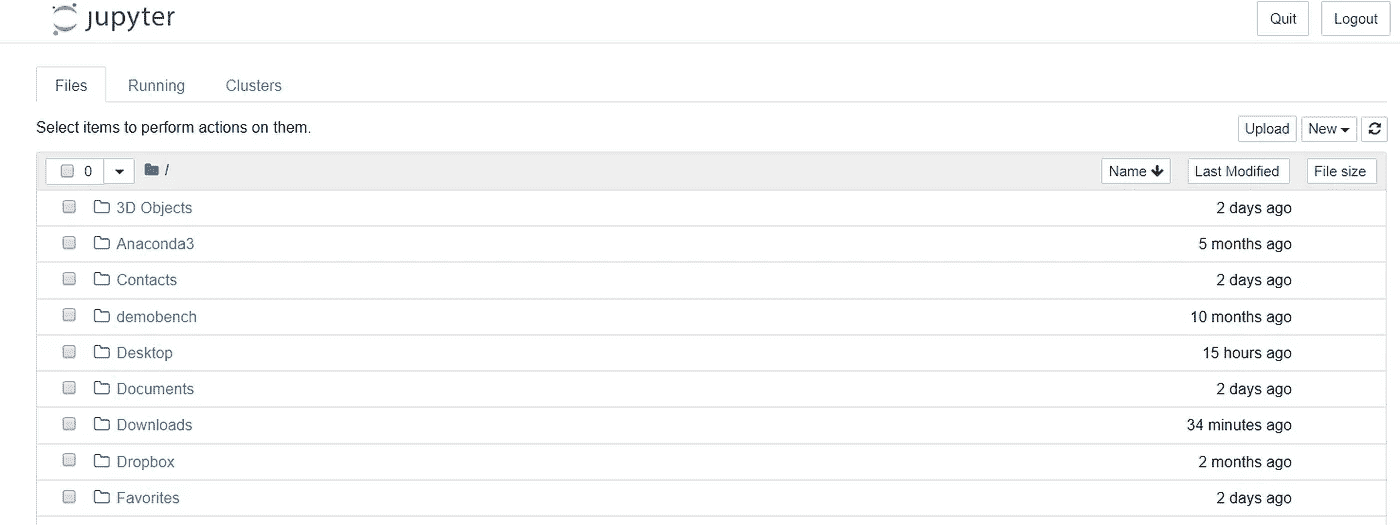 jupyter Quit Logout
Files Running Clusters
Select items to perform actions on them. Upload New
0 / Name Last Modified File size
3D Objects 2 days ago
Anaconda3 5 months ago
Contacts 2 days ago
demobench 10 months ago
Desktop 15 hours ago
Documents 2 days ago
Downloads 34 minutes ago
Dropbox 2 months ago
Favorites 2 days ago